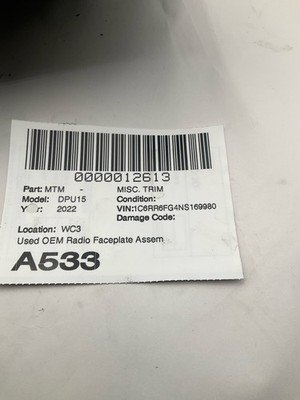 0000012613
Part: MTM - MISC. TRIM
Model: DPU15 Condition:
Year: 2022 VIN:1C6RR6FG4NS169980
Damage Code:
Location: WC3
Used OEM Radio Faceplate Assem
A533